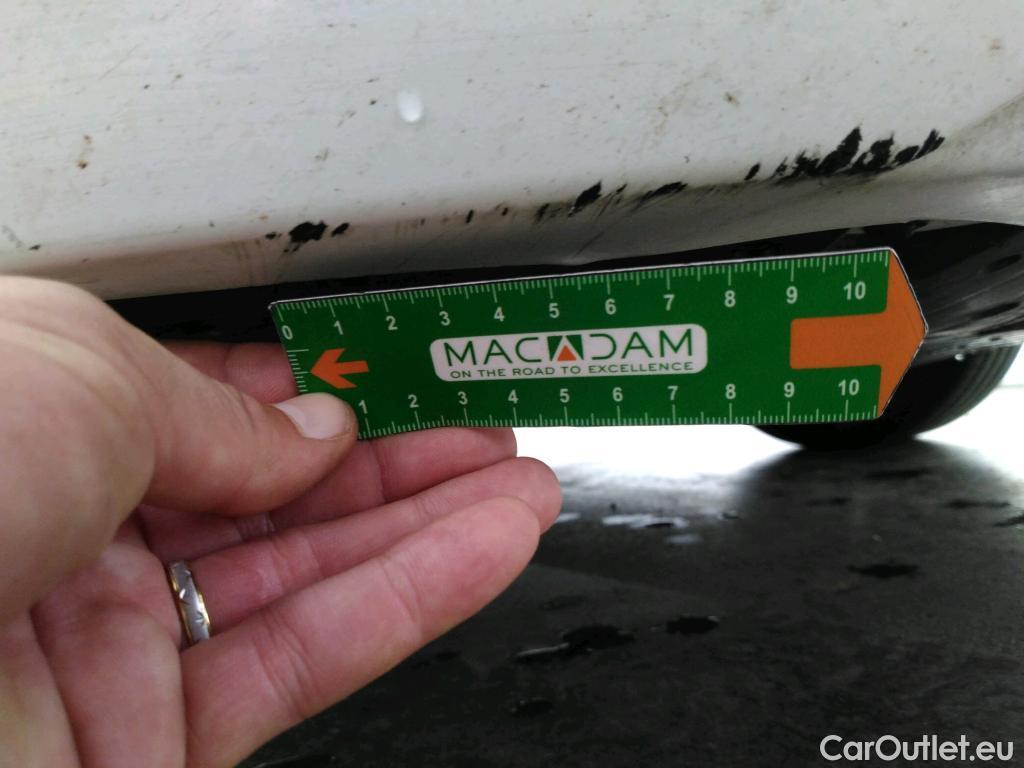 0 1 2 3 4 5 6 7 8 9 10
MACADAM
ON THE ROAD TO EXCELLENCE
1 2 3 4 5 6 7 8 10
CarOutlet.eu